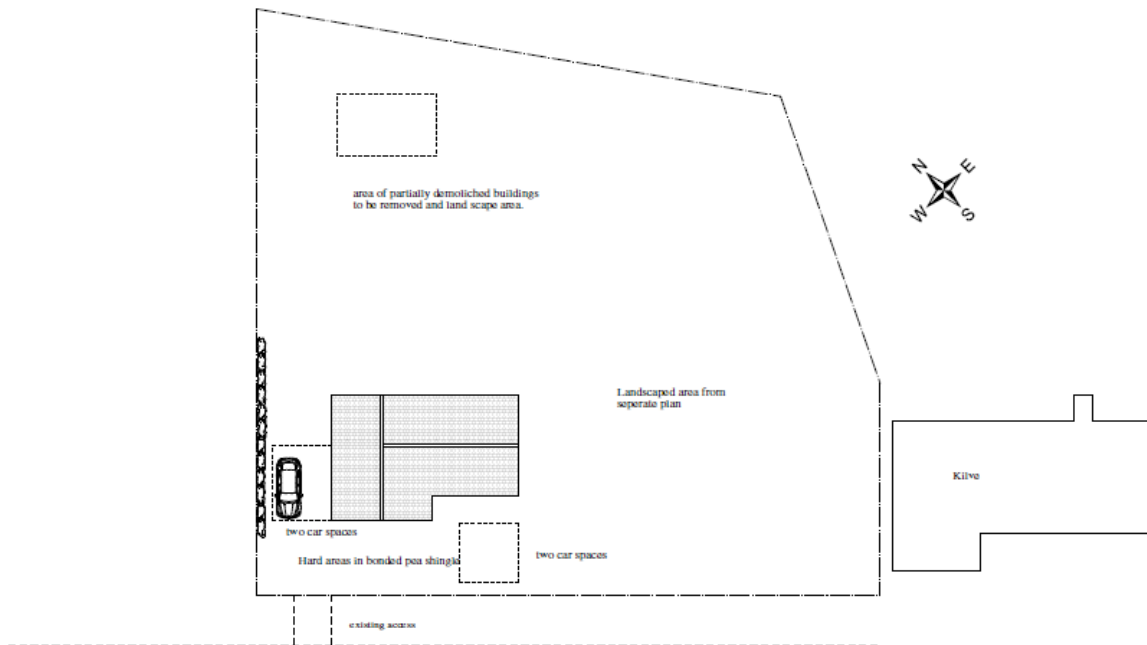 area of partially demoliched buildings
to be removed and land scape area.
N
E
W
S
Landscaped area from
seperate plan
Kilve
two car spaces
Hard areas in bonded pea shingle
two car spaces
existing access